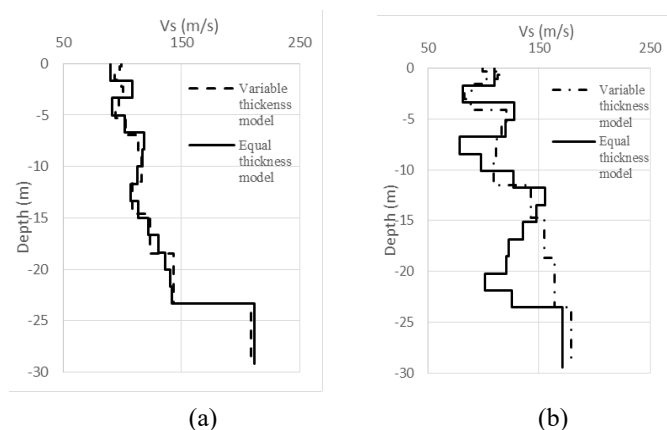 Vs (m/s)
50 150 250
0
-5
-10
-15
-20
-25
-30
Depth (m)
Variable
thickenss
model
Equal
thickness
model
(a)
Vs (m/s)
50 150 250
0
-5
-10
-15
-20
-25
-30
Depth (m)
Variable
thickness
model
Equal
thickness
model
(b)